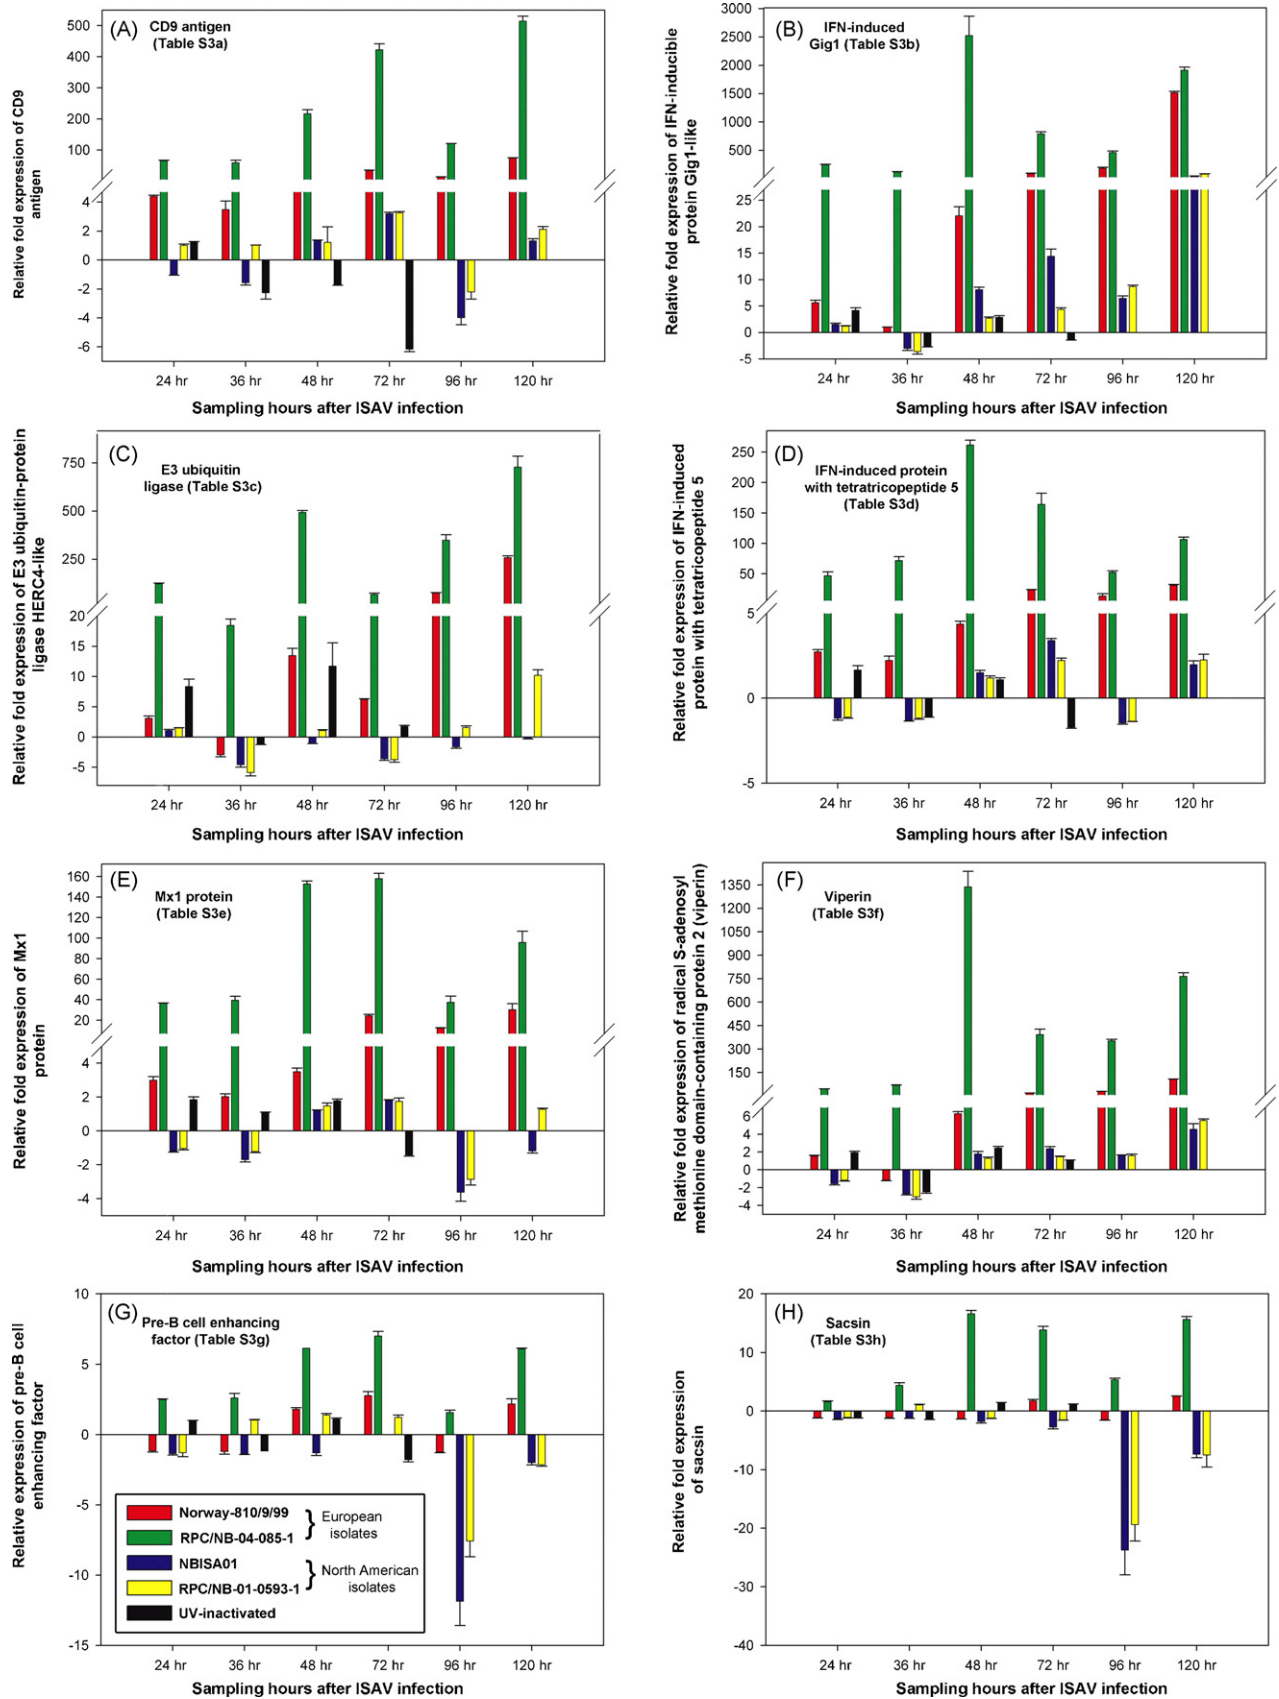 (A)
CD9 antigen
(Table S3a)
Relative fold expression of CD9
antigen
500
400
300
200
100
4
2
0
-2
-4
-6
24 hr 36 hr 48 hr 72 hr 96 hr 120 hr
Sampling hours after ISAV infection
(B)
IFN-induced
Gig1 (Table S3b)
Relative fold expression of IFN-inducible
protein Gig1-like
3000
2500
2000
1500
1000
500
25
20
15
10
5
0
-5
24 hr 36 hr 48 hr 72 hr 96 hr 120 hr
Sampling hours after ISAV infection
(C)
E3 ubiquitin
ligase (Table S3c)
Relative fold expression of E3 ubiquitin-protein
ligase HERC4-like
750
500
250
20
15
10
5
0
-5
24 hr 36 hr 48 hr 72 hr 96 hr 120 hr
Sampling hours after ISAV infection
(D)
IFN-induced protein
with tetratricopeptide 5
(Table S3d)
Relative fold expression of IFN-induced
protein with tetratricopeptide 5
250
200
150
100
50
5
0
-5
24 hr 36 hr 48 hr 72 hr 96 hr 120 hr
Sampling hours after ISAV infection
(E)
Mx1 protein
(Table S3e)
Relative fold expression of Mx1
protein
160
140
120
100
80
60
40
20
4
2
0
-2
-4
24 hr 36 hr 48 hr 72 hr 96 hr 120 hr
Sampling hours after ISAV infection
(F)
Viperin
(Table S3f)
Relative fold expression of radical S-adenosyl
methionine domain-containing protein 2 (viperin)
1350
1200
1050
900
750
600
450
300
150
6
4
2
0
-2
-4
24 hr 36 hr 48 hr 72 hr 96 hr 120 hr
Sampling hours after ISAV infection
(G)
Pre-B cell enhancing
factor (Table S3g)
Relative expression of pre-B cell
enhancing factor
10
5
0
-5
-10
-15
Norway-810/9/99
RPC/NB-04-085-1
European
isolates
NBISA01
RPC/NB-01-0593-1
North American
isolates
UV-inactivated
24 hr 36 hr 48 hr 72 hr 96 hr 120 hr
Sampling hours after ISAV infection
(H)
Sacsin
(Table S3h)
Relative fold expression
of sacsin
20
10
0
-10
-20
-30
-40
24 hr 36 hr 48 hr 72 hr 96 hr 120 hr
Sampling hours after ISAV infection